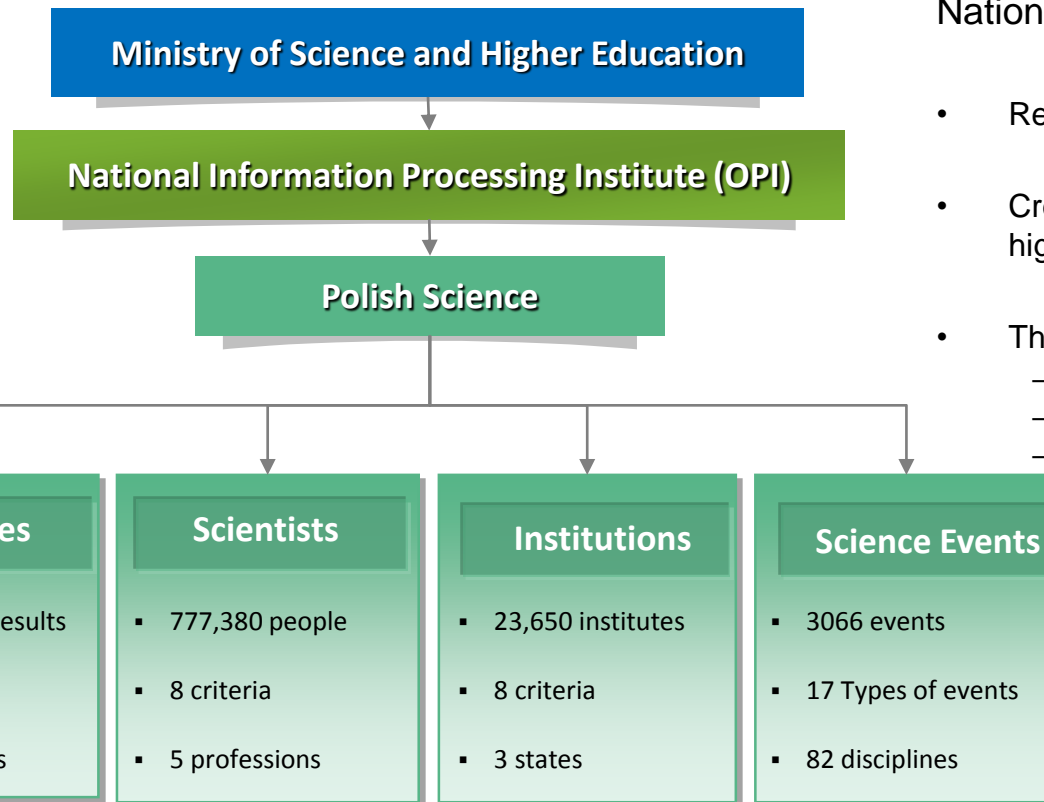 Ministry of Science and Higher Education
National Information Processing Institute (OPI)
Polish Science
Scientists
▪ 777,380 people
▪ 8 criteria
▪ 5 professions
Institutions
▪ 23,650 institutes
▪ 8 criteria
▪ 3 states
Science Events
▪ 3066 events
▪ 17 Types of events
▪ 82 disciplines